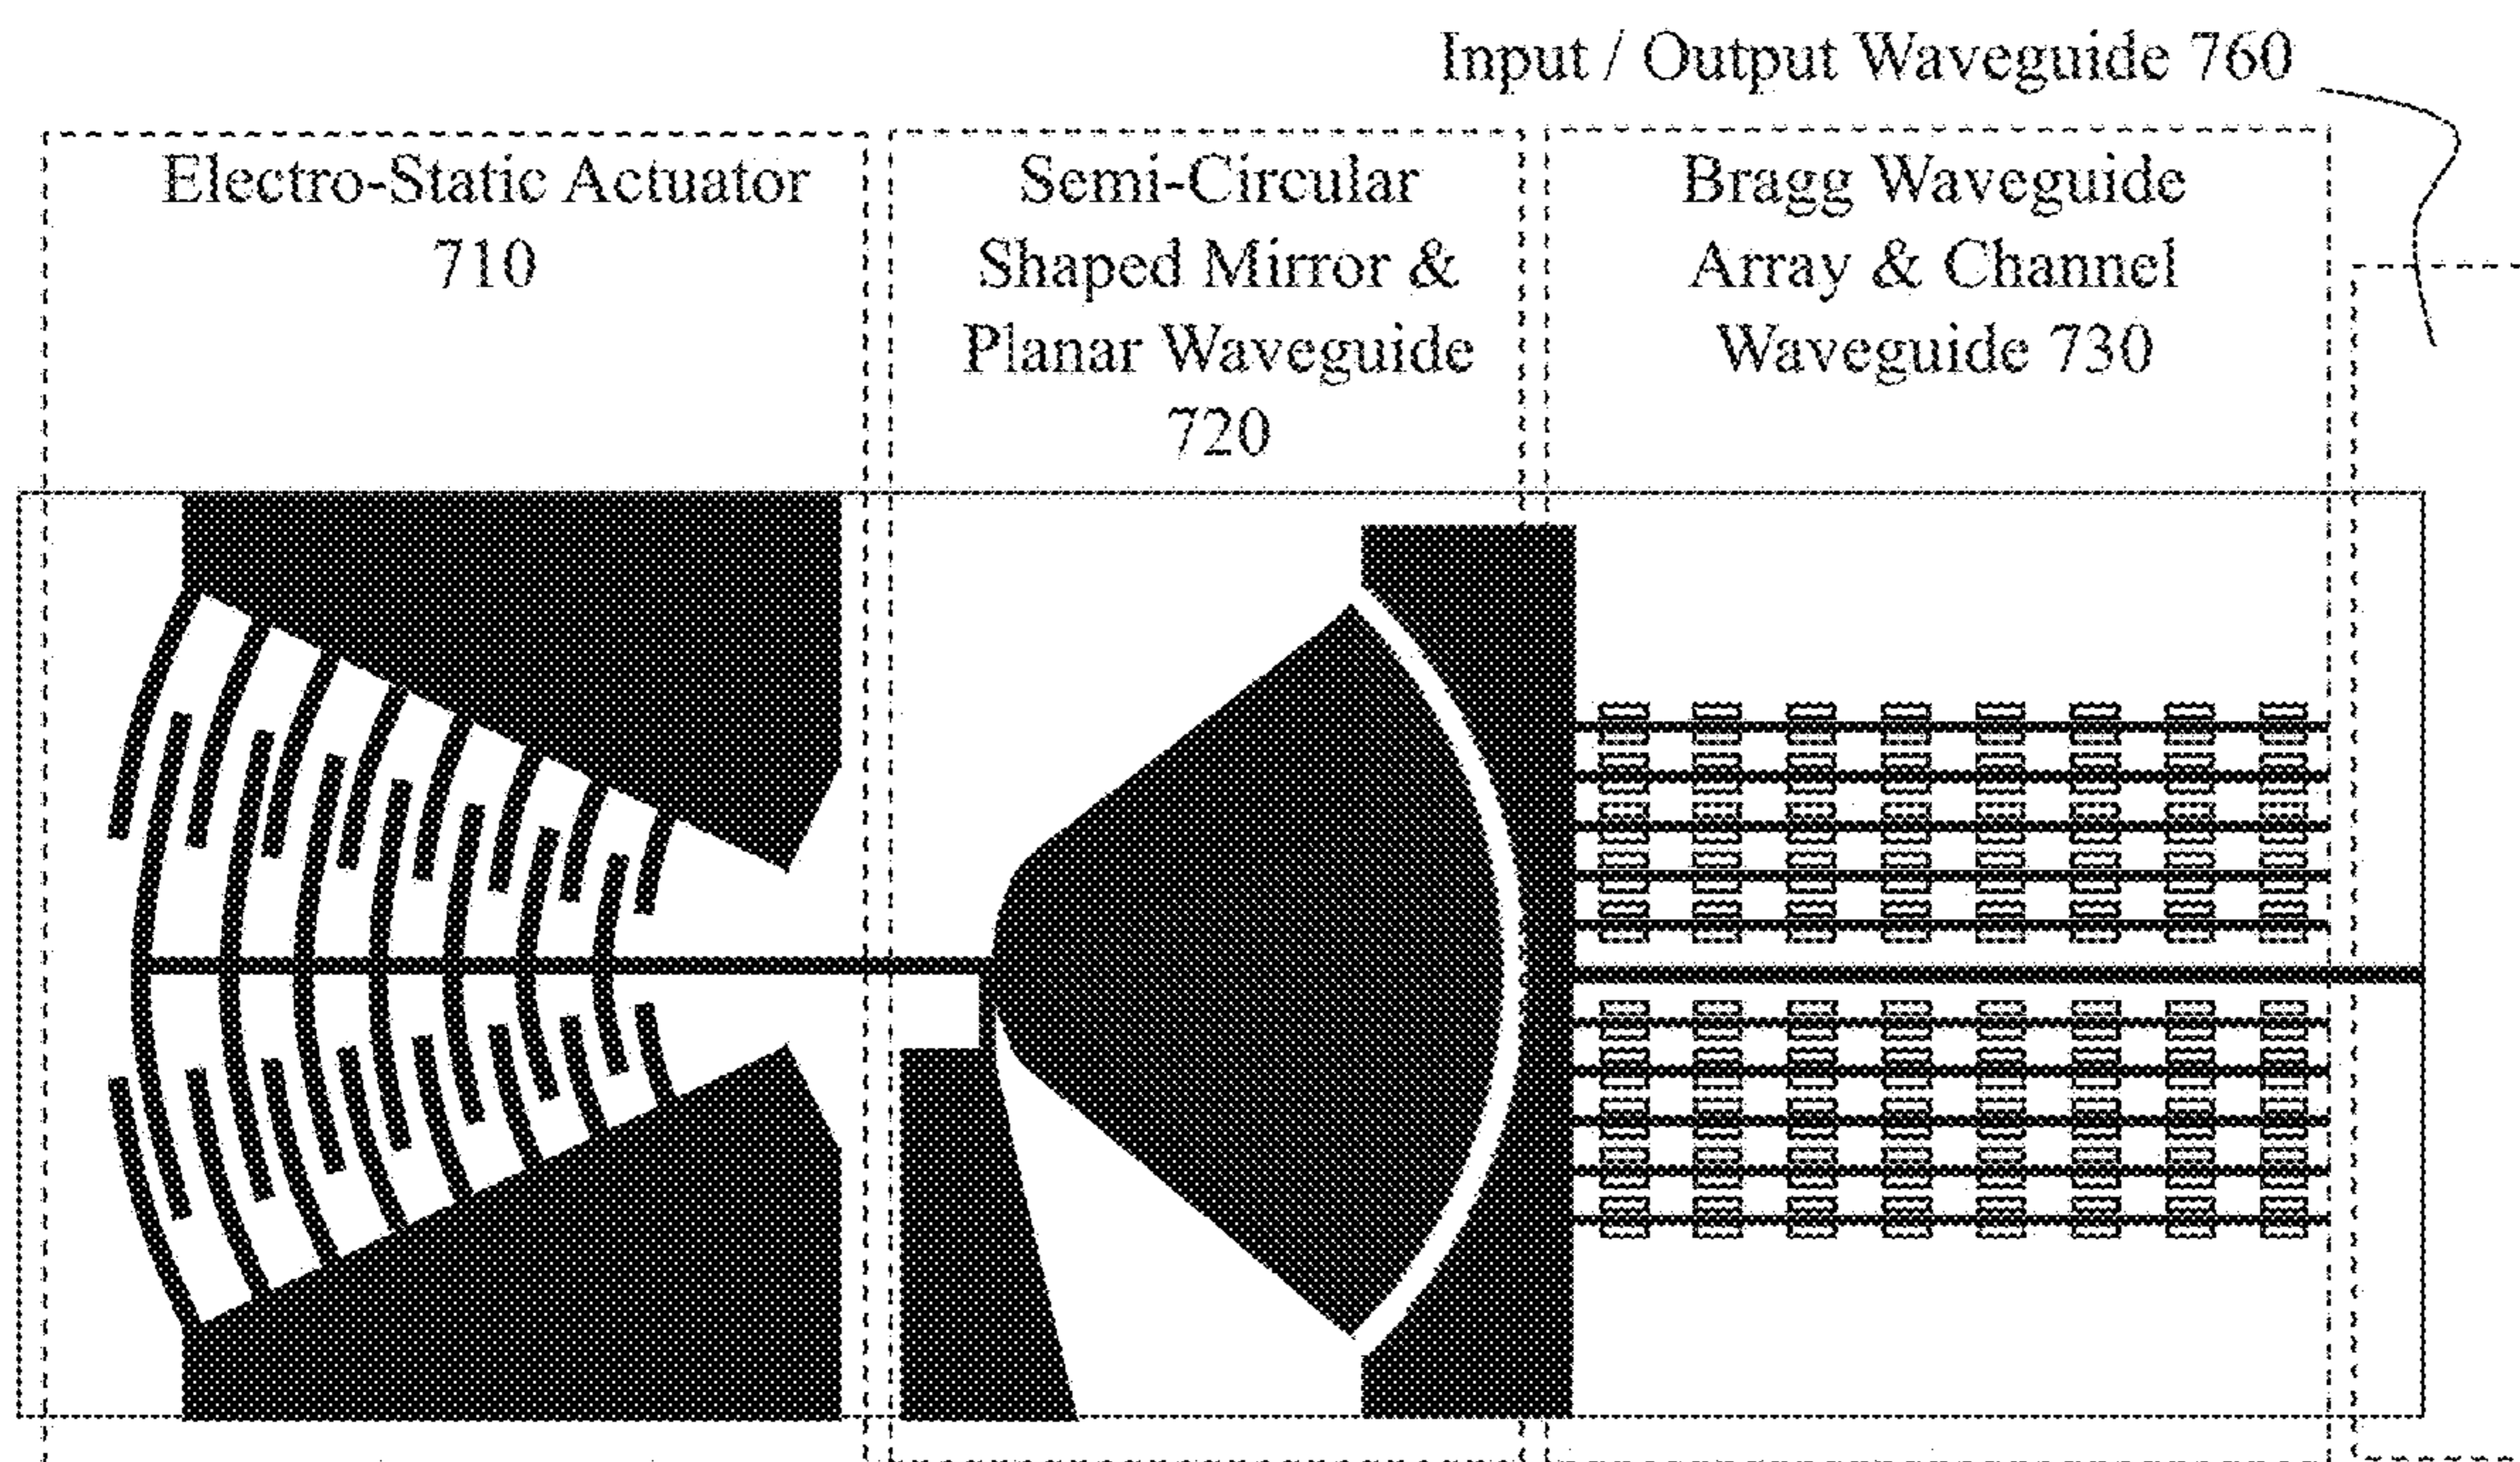 Input / Output Waveguide 760
Electro-Static Actuator
710
Semi-Circular
Shaped Mirror &
Planar Waveguide
720
Bragg Waveguide
Array & Channel
Waveguide 730